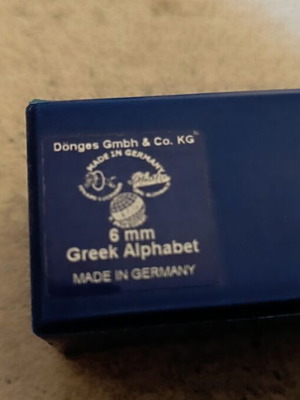 Dönges Gmbh & Co. KG
MADE IN GERMANY
6 mm
Greek Alphabet
MADE IN GERMANY